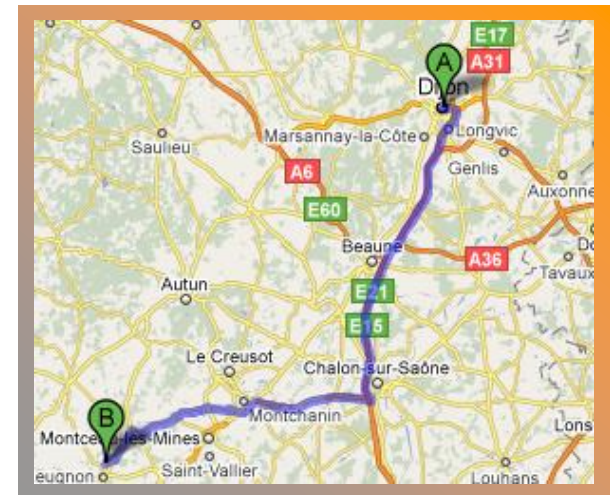 E17
A
A31
Dijon
Marsannay-la-Côte
Longvic
Saulieu
Genlis
A6
Auxonne
E60
Beaune
A36
Tavaux
Autun
E21
E15
Le Creusot
Chalon-sur-Saône
Montchanin
B
Montceau-les-Mines
Lons
eugnon
Saint-Vallier
Louhans